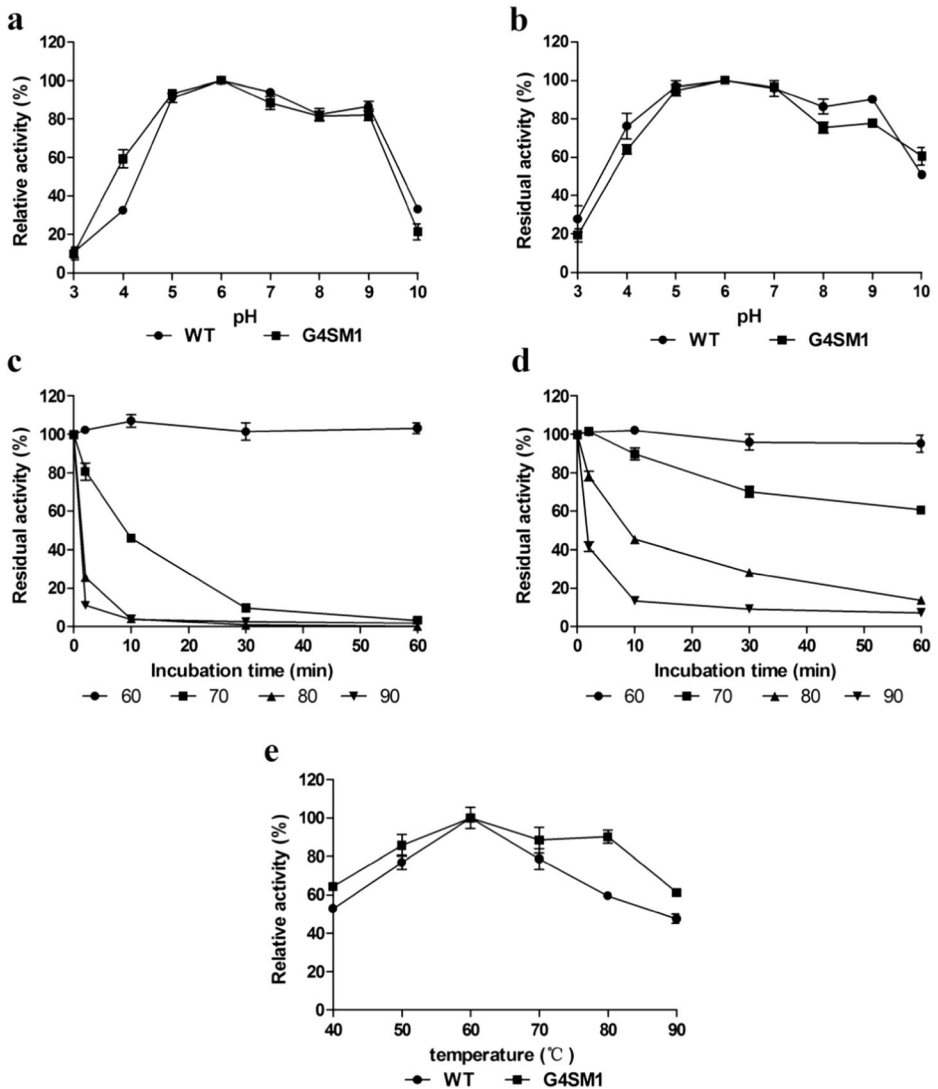 a
120
100
80
60
40
20
0
Relative activity (%)
3 4 5 6 7 8 9 10
pH
WT G4SM1
b
120
100
80
60
40
20
0
Residual activity (%)
3 4 5 6 7 8 9 10
pH
WT G4SM1
c
120
100
80
60
40
20
0
Residual activity (%)
0 10 20 30 40 50 60
Incubation time (min)
60 70 80 90
d
120
100
80
60
40
20
0
Residual activity (%)
0 10 20 30 40 50 60
Incubation time (min)
60 70 80 90
e
120
100
80
60
40
20
0
Relative activity (%)
40 50 60 70 80 90
temperature (℃)
WT G4SM1